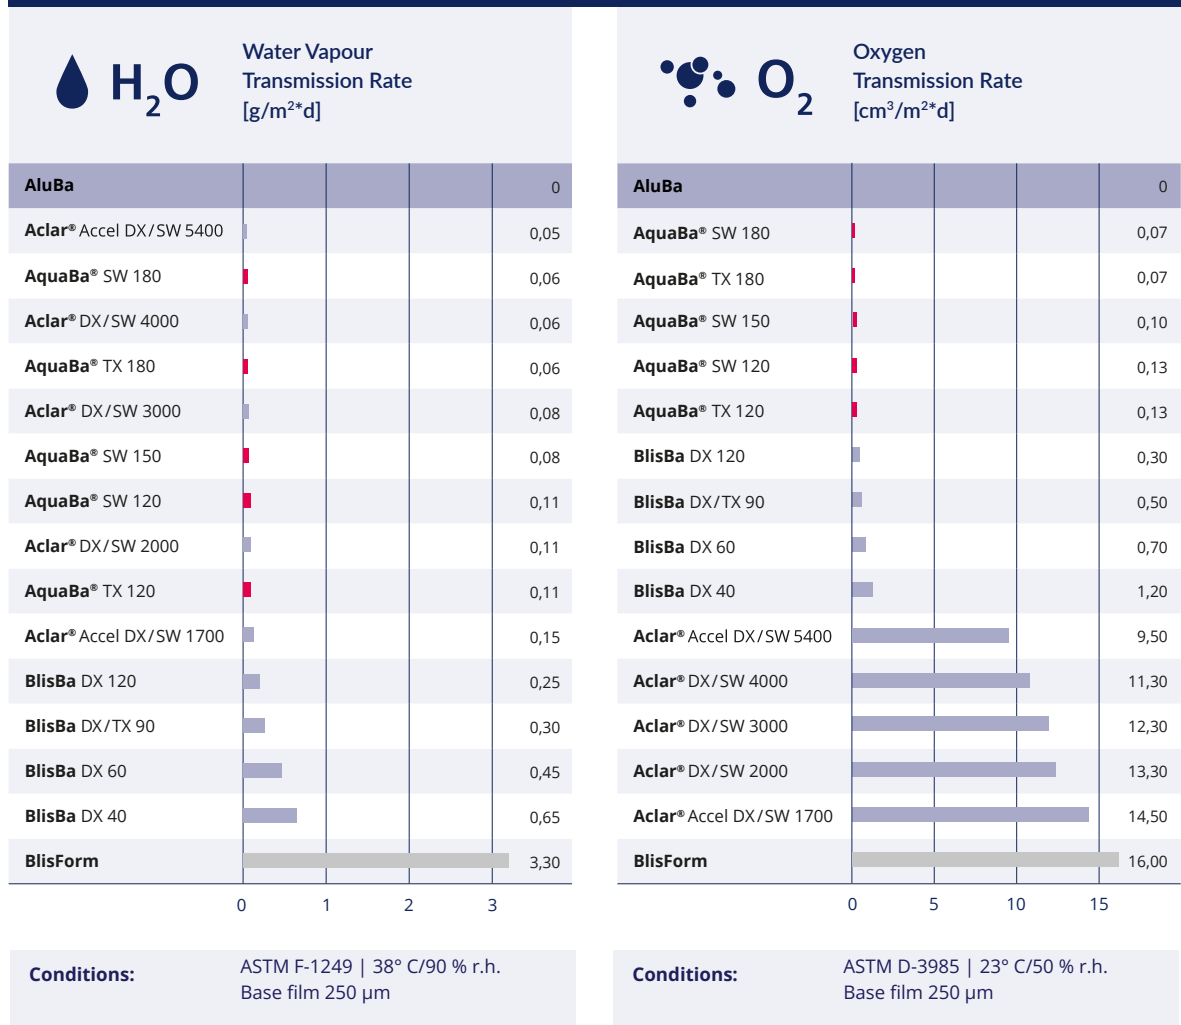 H2O
Water Vapour
Transmission Rate
[g/m²*d]
AluBa 0
Aclar® Accel DX/SW 5400 0,05
AquaBa® SW 180 0,06
Aclar® DX/SW 4000 0,06
AquaBa® TX 180 0,06
Aclar® DX/SW 3000 0,08
AquaBa® SW 150 0,08
AquaBa® SW 120 0,11
Aclar® DX/SW 2000 0,11
AquaBa® TX 120 0,11
Aclar® Accel DX/SW 1700 0,15
BlisBa DX 120 0,25
BlisBa DX/TX 90 0,30
BlisBa DX 60 0,45
BlisBa DX 40 0,65
BlisForm 3,30
0 1 2 3
Conditions:
ASTM F-1249 | 38° C/90 % r.h.
Base film 250 µm
O2
Oxygen
Transmission Rate
[cm³/m²*d]
AluBa 0
AquaBa® SW 180 0,07
AquaBa® TX 180 0,07
AquaBa® SW 150 0,10
AquaBa® SW 120 0,13
AquaBa® TX 120 0,13
BlisBa DX 120 0,30
BlisBa DX/TX 90 0,50
BlisBa DX 60 0,70
BlisBa DX 40 1,20
Aclar® Accel DX/SW 5400 9,50
Aclar® DX/SW 4000 11,30
Aclar® DX/SW 3000 12,30
Aclar® DX/SW 2000 13,30
Aclar® Accel DX/SW 1700 14,50
BlisForm 16,00
0 5 10 15
Conditions:
ASTM D-3985 | 23° C/50 % r.h.
Base film 250 µm